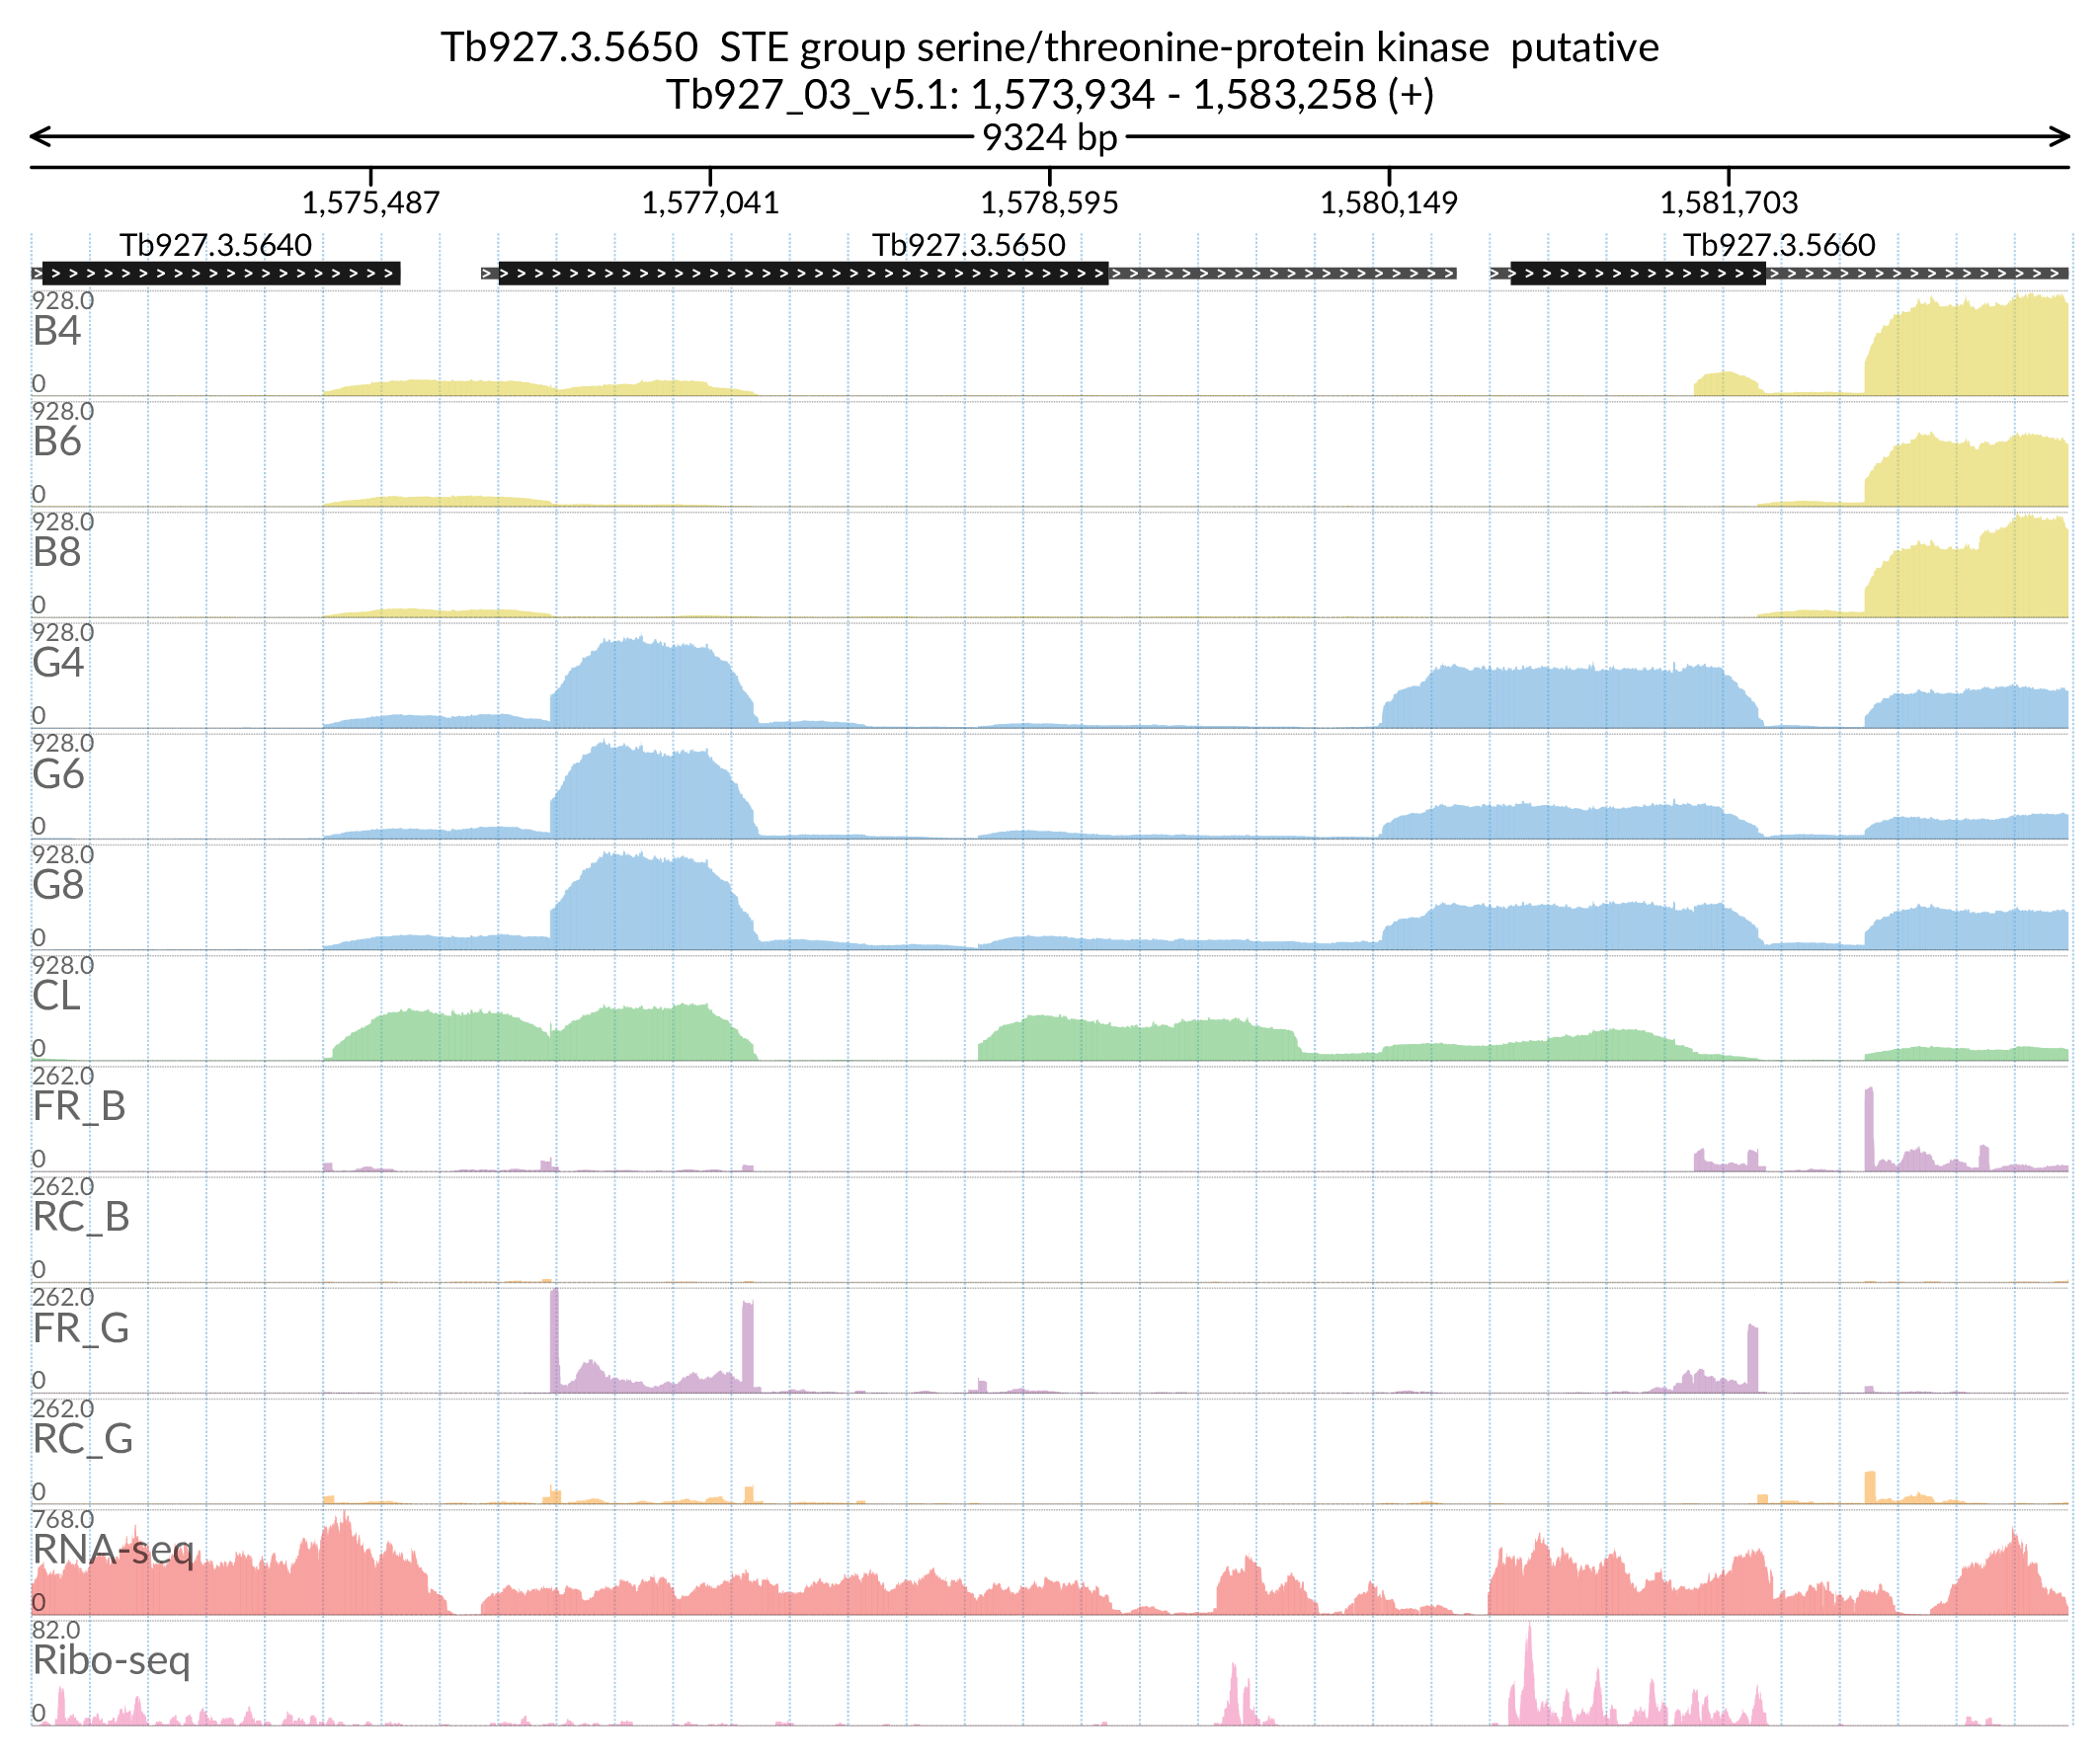 Tb927.3.5650  STE group serine/threonine-protein kinase  putative
Tb927_03_v5.1: 1,573,934 - 1,583,258 (+)
9324 bp
1,575,487 1,577,041 1,578,595 1,580,149 1,581,703
Tb927.3.5640 Tb927.3.5650 Tb927.3.5660
928.0
B4
0
928.0
B6
0
928.0
B8
0
928.0
G4
0
928.0
G6
0
928.0
G8
0
928.0
CL
0
262.0
FR_B
0
262.0
RC_B
0
262.0
FR_G
0
262.0
RC_G
0
768.0
RNA-seq
0
82.0
Ribo-seq
0